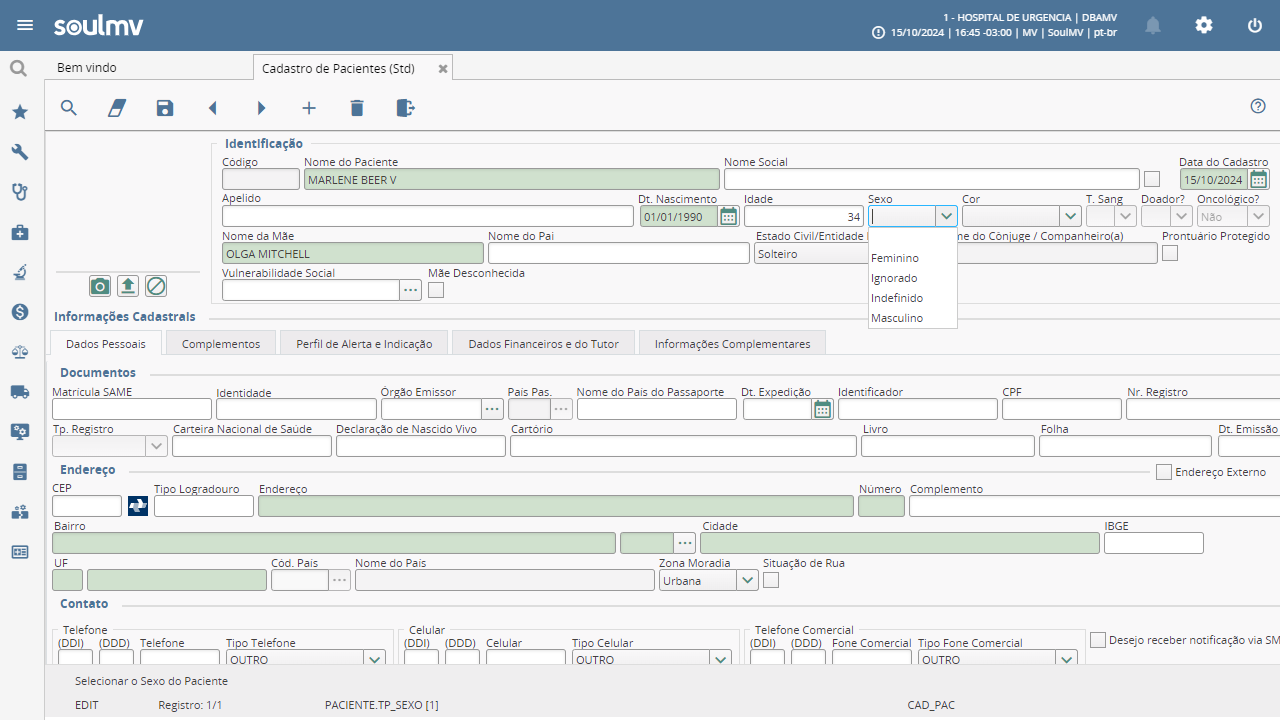 soulmv
1 - HOSPITAL DE URGENCIA | DBAMV
15/10/2024 | 16:45 -03:00 | MV | SoulMV | pt-br
Bem vindo
Cadastro de Pacientes (Std)
Identificação
Código
Nome do Paciente
Nome Social
Data do Cadastro
MARLENE BEER V
15/10/2024
Apelido
Dt. Nascimento
Idade
Sexo
Cor
T. Sang
Doador?
Oncológico?
01/01/1990
34
Não
Nome da Mãe
Nome do Pai
Estado Civil/Entidade
me do Cônjuge / Companheiro(a)
Prontuário Protegido
OLGA MITCHELL
Solteiro
Feminino
Ignorado
Indefinido
Masculino
Vulnerabilidade Social
Mãe Desconhecida
Informações Cadastrais
Dados Pessoais
Complementos
Perfil de Alerta e Indicação
Dados Financeiros e do Tutor
Informações Complementares
Documentos
Matrícula SAME
Identidade
Órgão Emissor
País Pas.
Nome do País do Passaporte
Dt. Expedição
Identificador
CPF
Nr. Registro
Tp. Registro
Carteira Nacional de Saúde
Declaração de Nascido Vivo
Cartório
Livro
Folha
Dt. Emissão
Endereço
Endereço Externo
CEP
Tipo Logradouro
Endereço
Número
Complemento
Bairro
Cidade
IBGE
UF
Cód. País
Nome do País
Zona Moradia
Situação de Rua
Urbana
Contato
Telefone
Celular
Telefone Comercial
(DDI)
(DDD)
Telefone
Tipo Telefone
(DDI)
(DDD)
Celular
Tipo Celular
(DDI)
(DDD)
Fone Comercial
Tipo Fone Comercial
Desejo receber notificação via SM
OUTRO
OUTRO
OUTRO
Selecionar o Sexo do Paciente
EDIT
Registro: 1/1
PACIENTE.TP_SEXO [1]
CAD_PAC